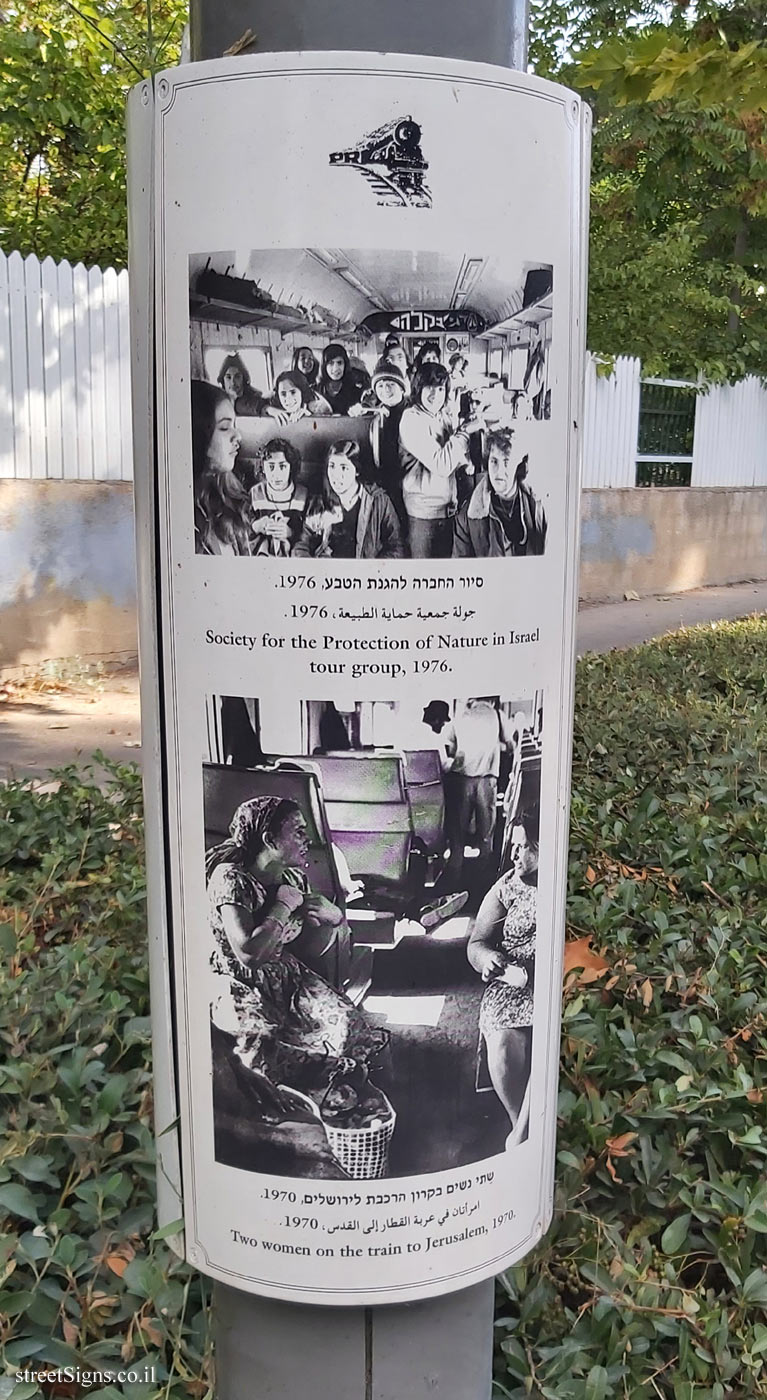 PRI
סיור החברה להגנת הטבע, 1976.
جولة جمعية حماية الطبيعة، 1976.
Society for the Protection of Nature in Israel
tour group, 1976.
שתי נשים בקרון הרכבת לירושלים, 1970.
امرأتان في عربة القطار إلى القدس، 1970.
Two women on the train to Jerusalem, 1970.
streetSigns.co.il